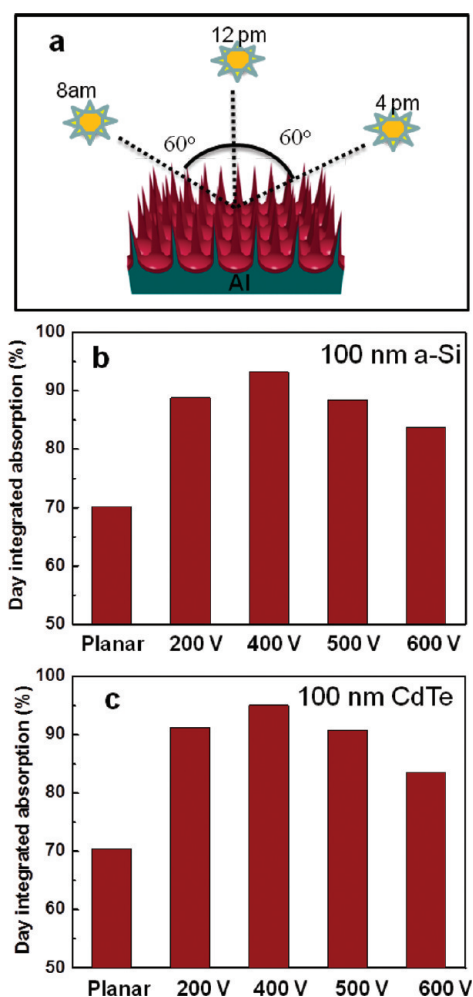 a
12 pm
8am
4 pm
60°
60°
Al
b
100 nm a-Si
Day integrated absorption (%)
100
90
80
70
60
50
Planar 200 V 400 V 500 V 600 V
c
100 nm CdTe
Day integrated absorption (%)
100
90
80
70
60
50
Planar 200 V 400 V 500 V 600 V